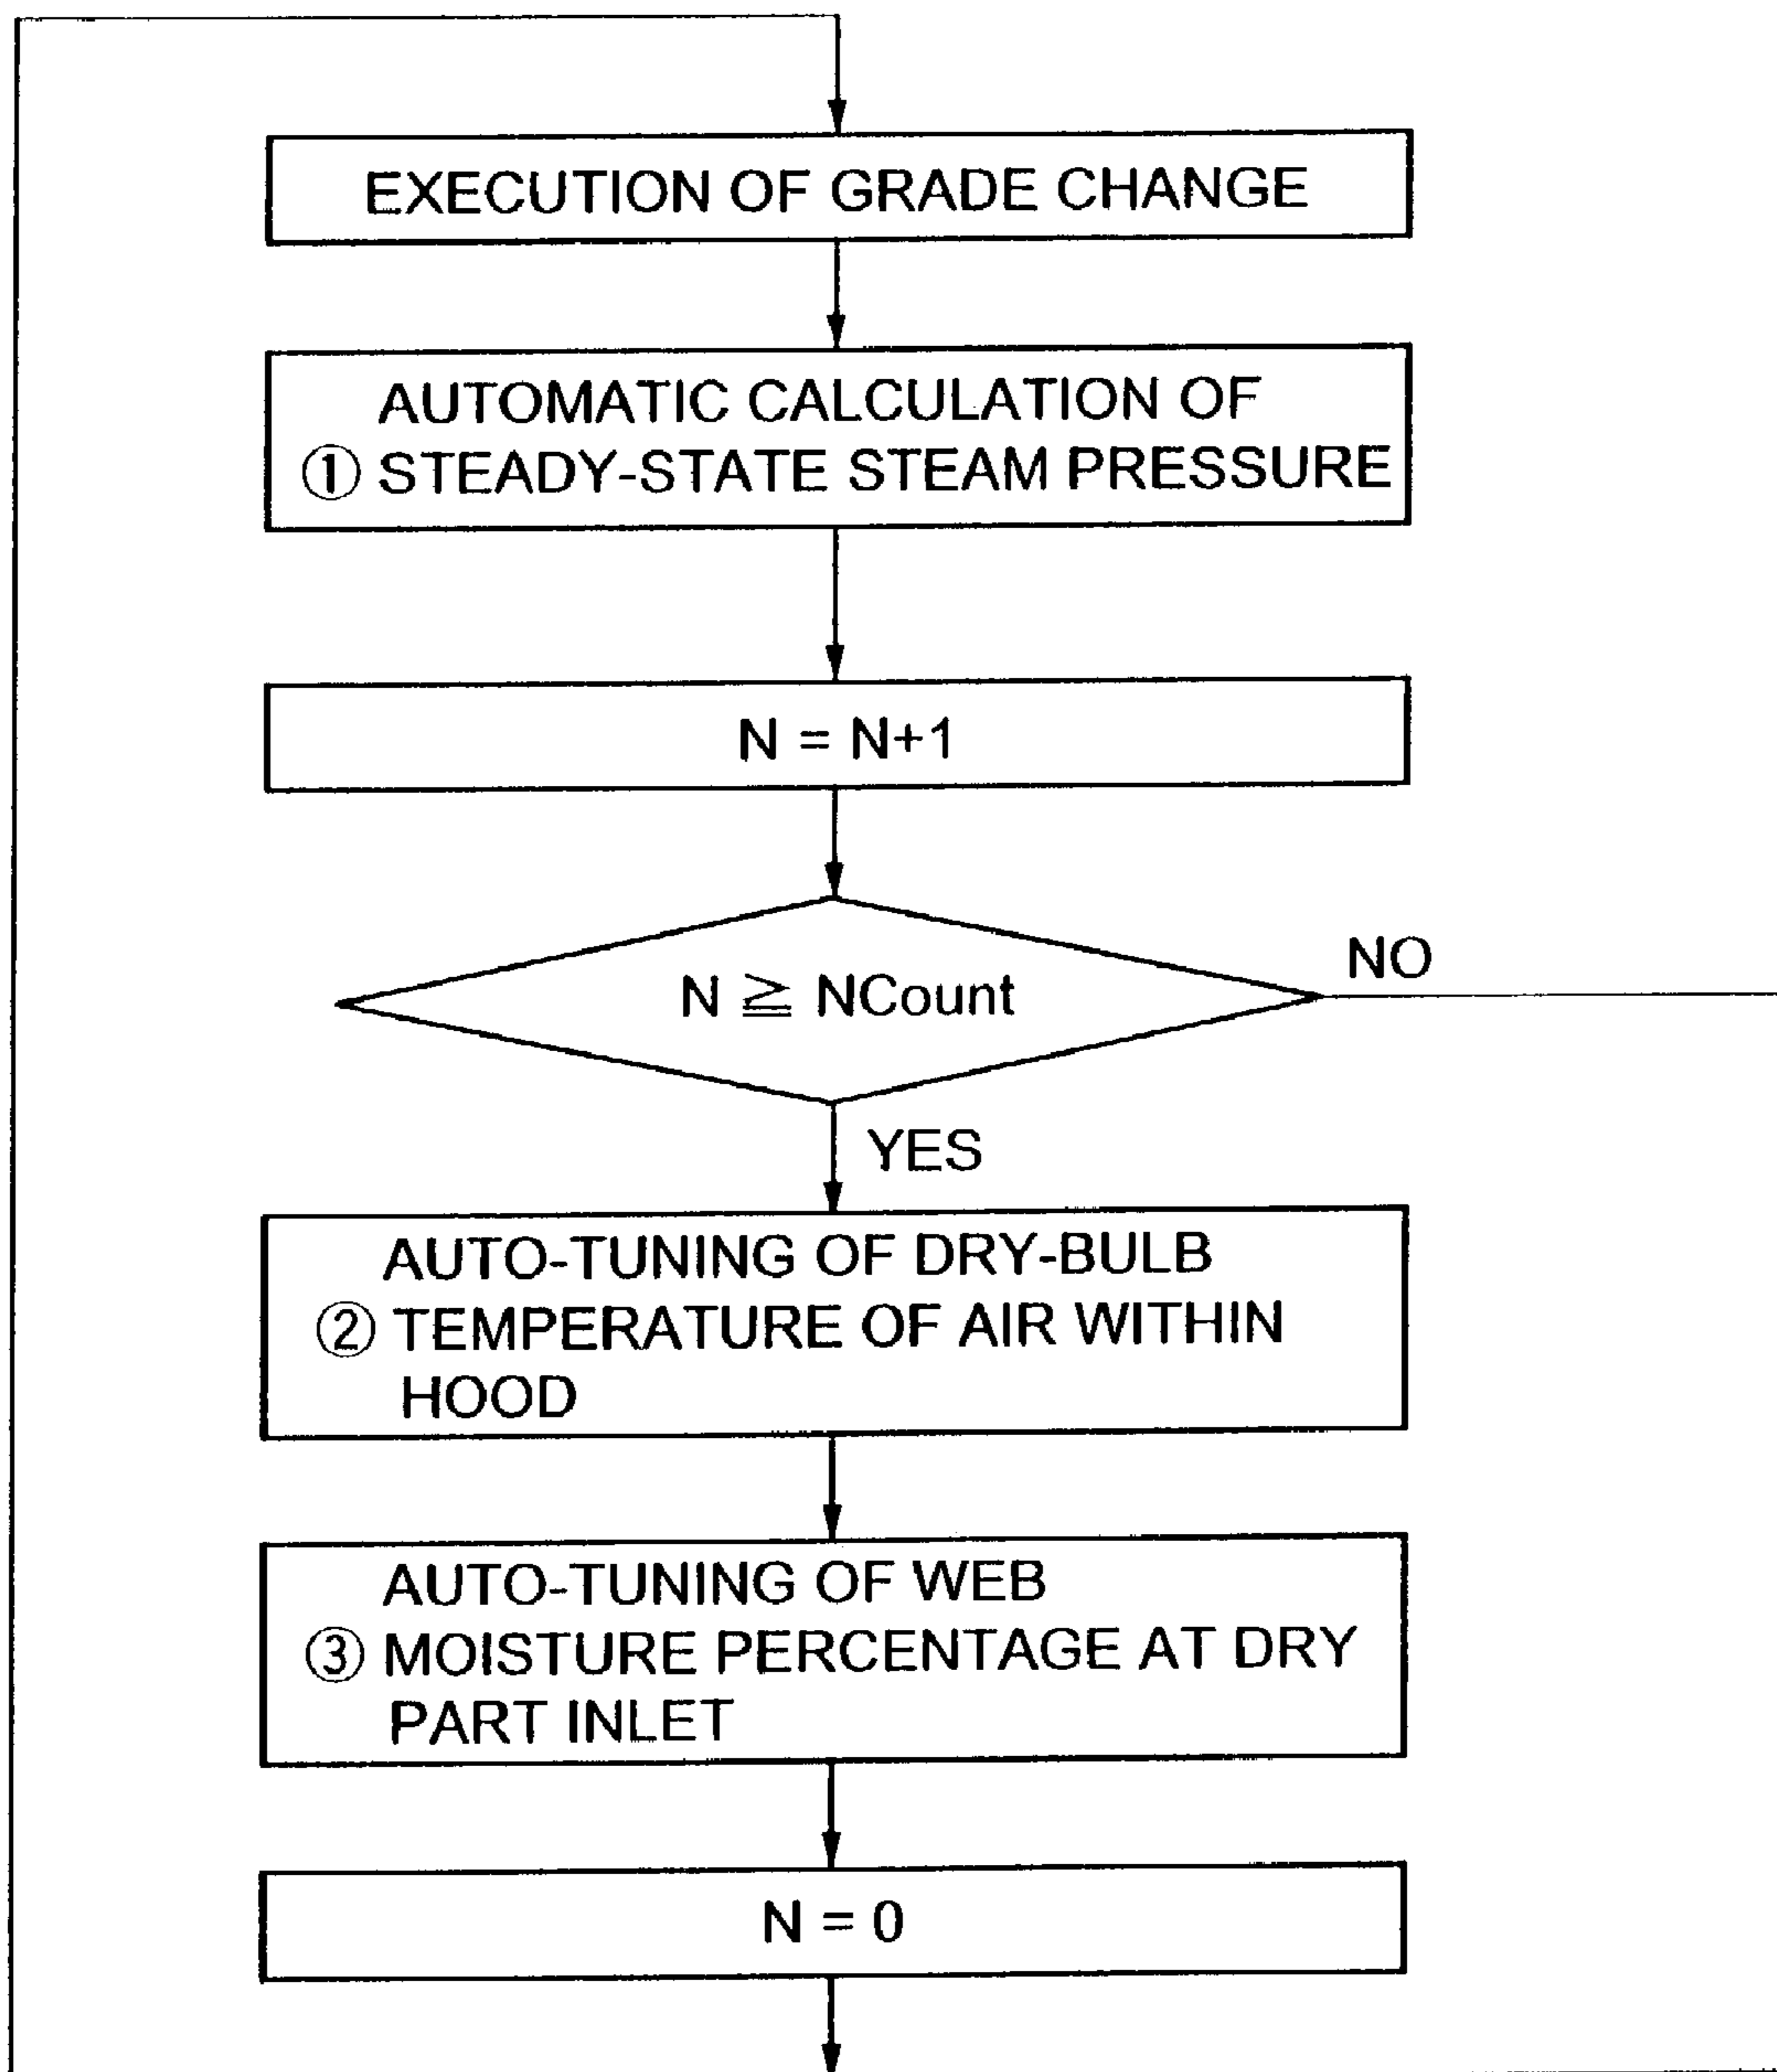 EXECUTION OF GRADE CHANGE
AUTOMATIC CALCULATION OF
① STEADY-STATE STEAM PRESSURE
N = N+1
N ≧ NCount
NO
YES
AUTO-TUNING OF DRY-BULB
② TEMPERATURE OF AIR WITHIN
HOOD
AUTO-TUNING OF WEB
③ MOISTURE PERCENTAGE AT DRY
PART INLET
N = 0